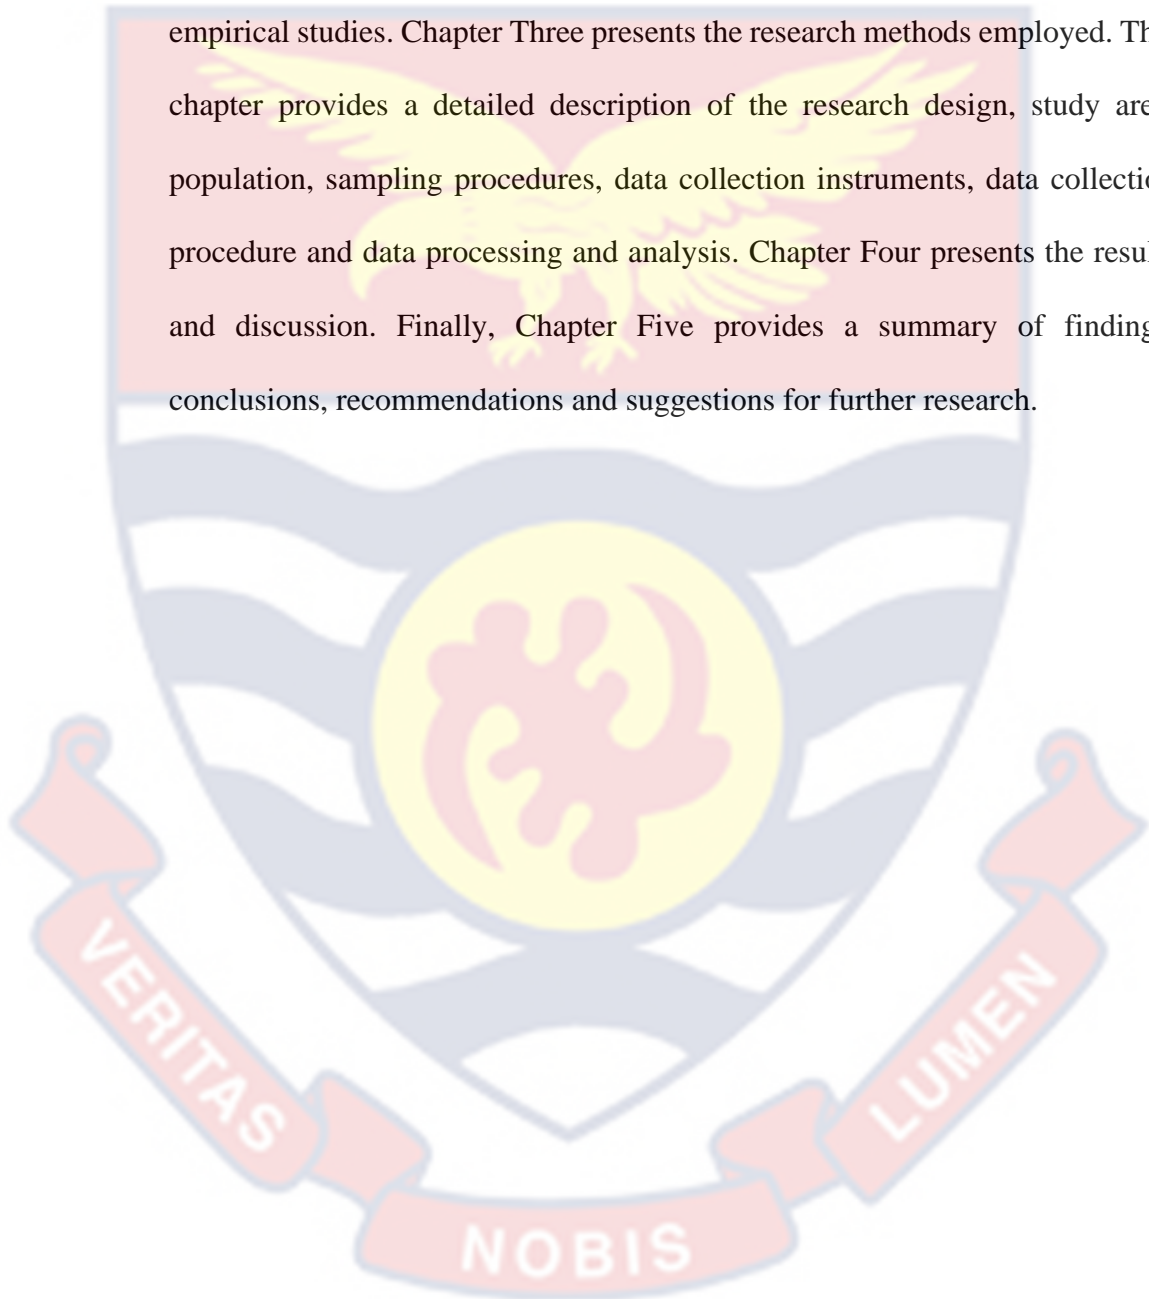 empirical studies. Chapter Three presents the research methods employed. Th
chapter provides a detailed description of the research design, study are
population, sampling procedures, data collection instruments, data collectio
procedure and data processing and analysis. Chapter Four presents the resul
and discussion. Finally, Chapter Five provides a summary of finding
conclusions, recommendations and suggestions for further research.
VERITAS
NOBIS
LUMEN